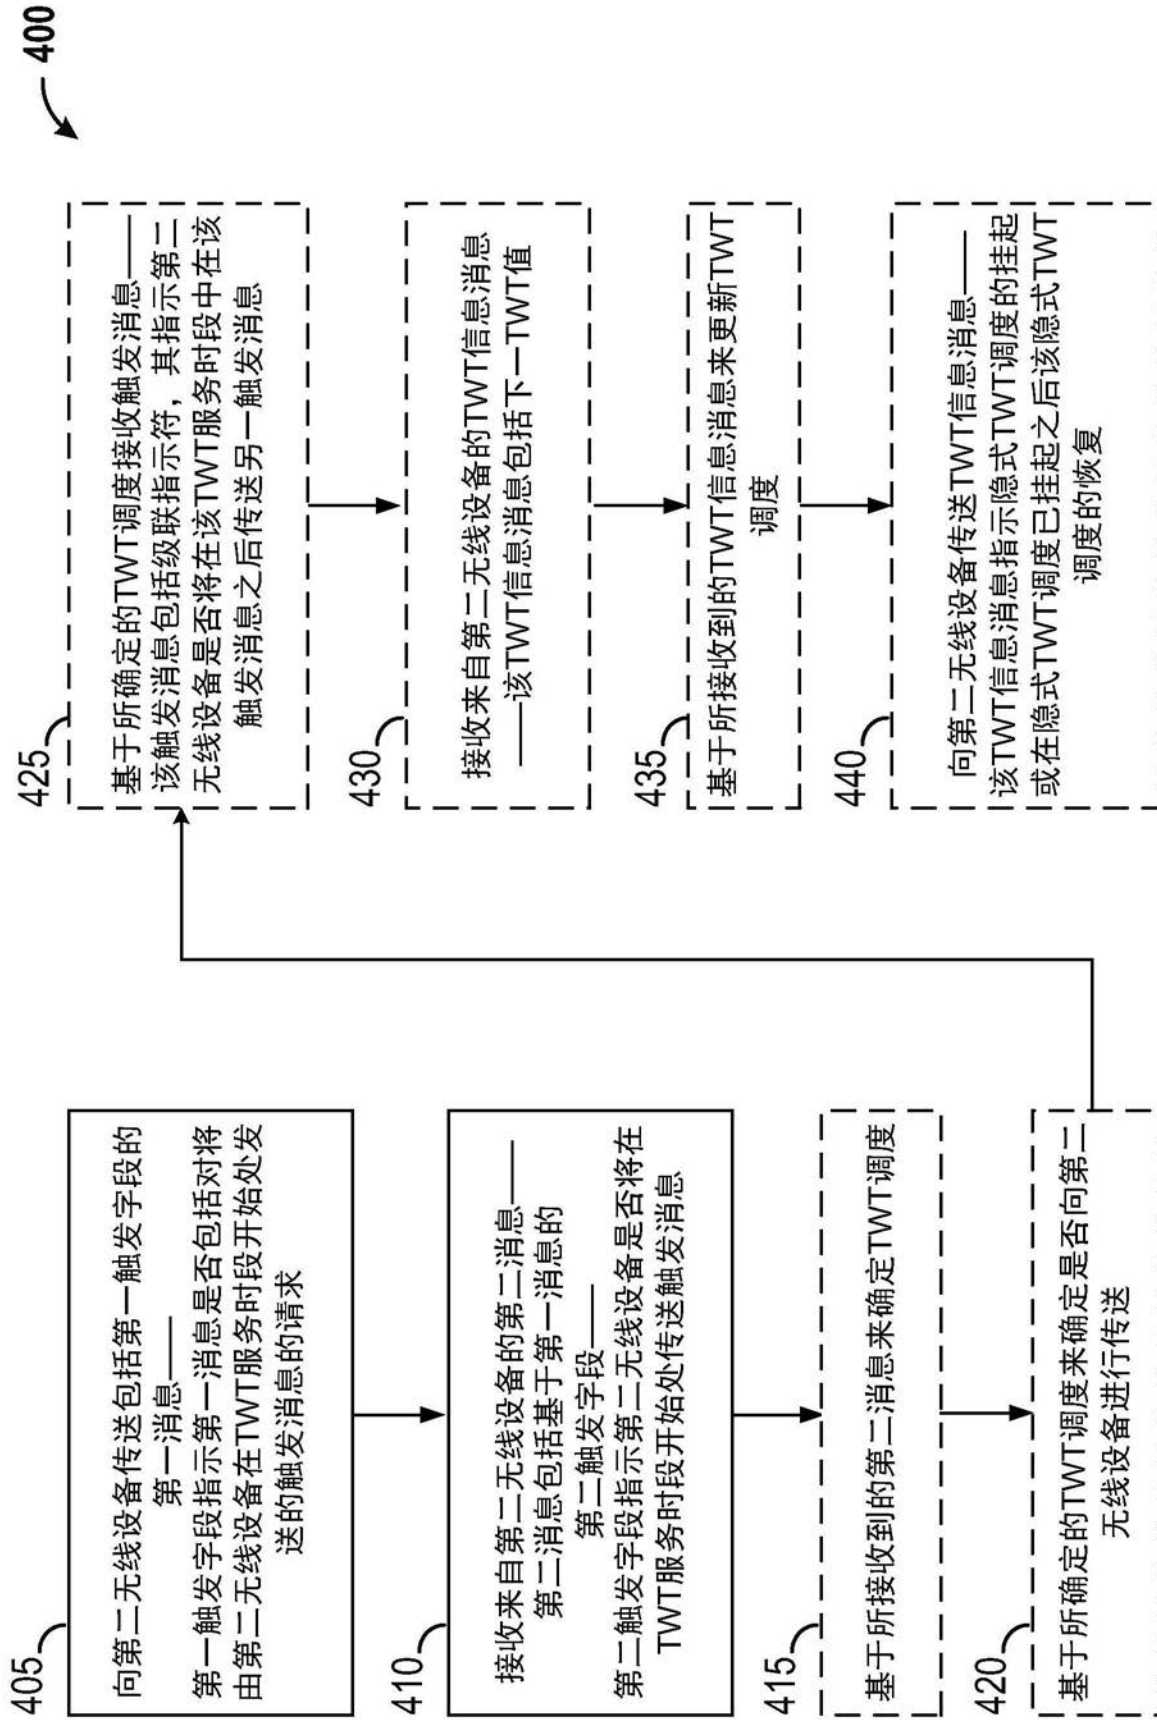 400
405
向第二无线设备传送包括第一触发字段的
第一消息——
第一触发字段指示第一消息是否包括对将
由第二无线设备在TWT服务时段开始处发
送的触发消息的请求
410
接收来自第二无线设备的第二消息——
第二消息包括基于第一消息的
第二触发字段——
第二触发字段指示第二无线设备是否将在
TWT服务时段开始处传送触发消息
415
基于所接收到的第二消息来确定TWT调度
420
基于所确定的TWT调度来确定是否向第二
无线设备进行传送
425
基于所确定的TWT调度接收触发消息——
该触发消息包括级联指示符，其指示第二
无线设备是否将在该TWT服务时段中在该
触发消息之后传送另一触发消息
430
接收来自第二无线设备的TWT信息消息
——该TWT信息消息包括下一TWT值
435
基于所接收到的TWT信息消息来更新TWT
调度
440
向第二无线设备传送TWT信息消息——
该TWT信息消息指示隐式TWT调度的挂起
或在隐式TWT调度已挂起之后该隐式TWT
调度的恢复